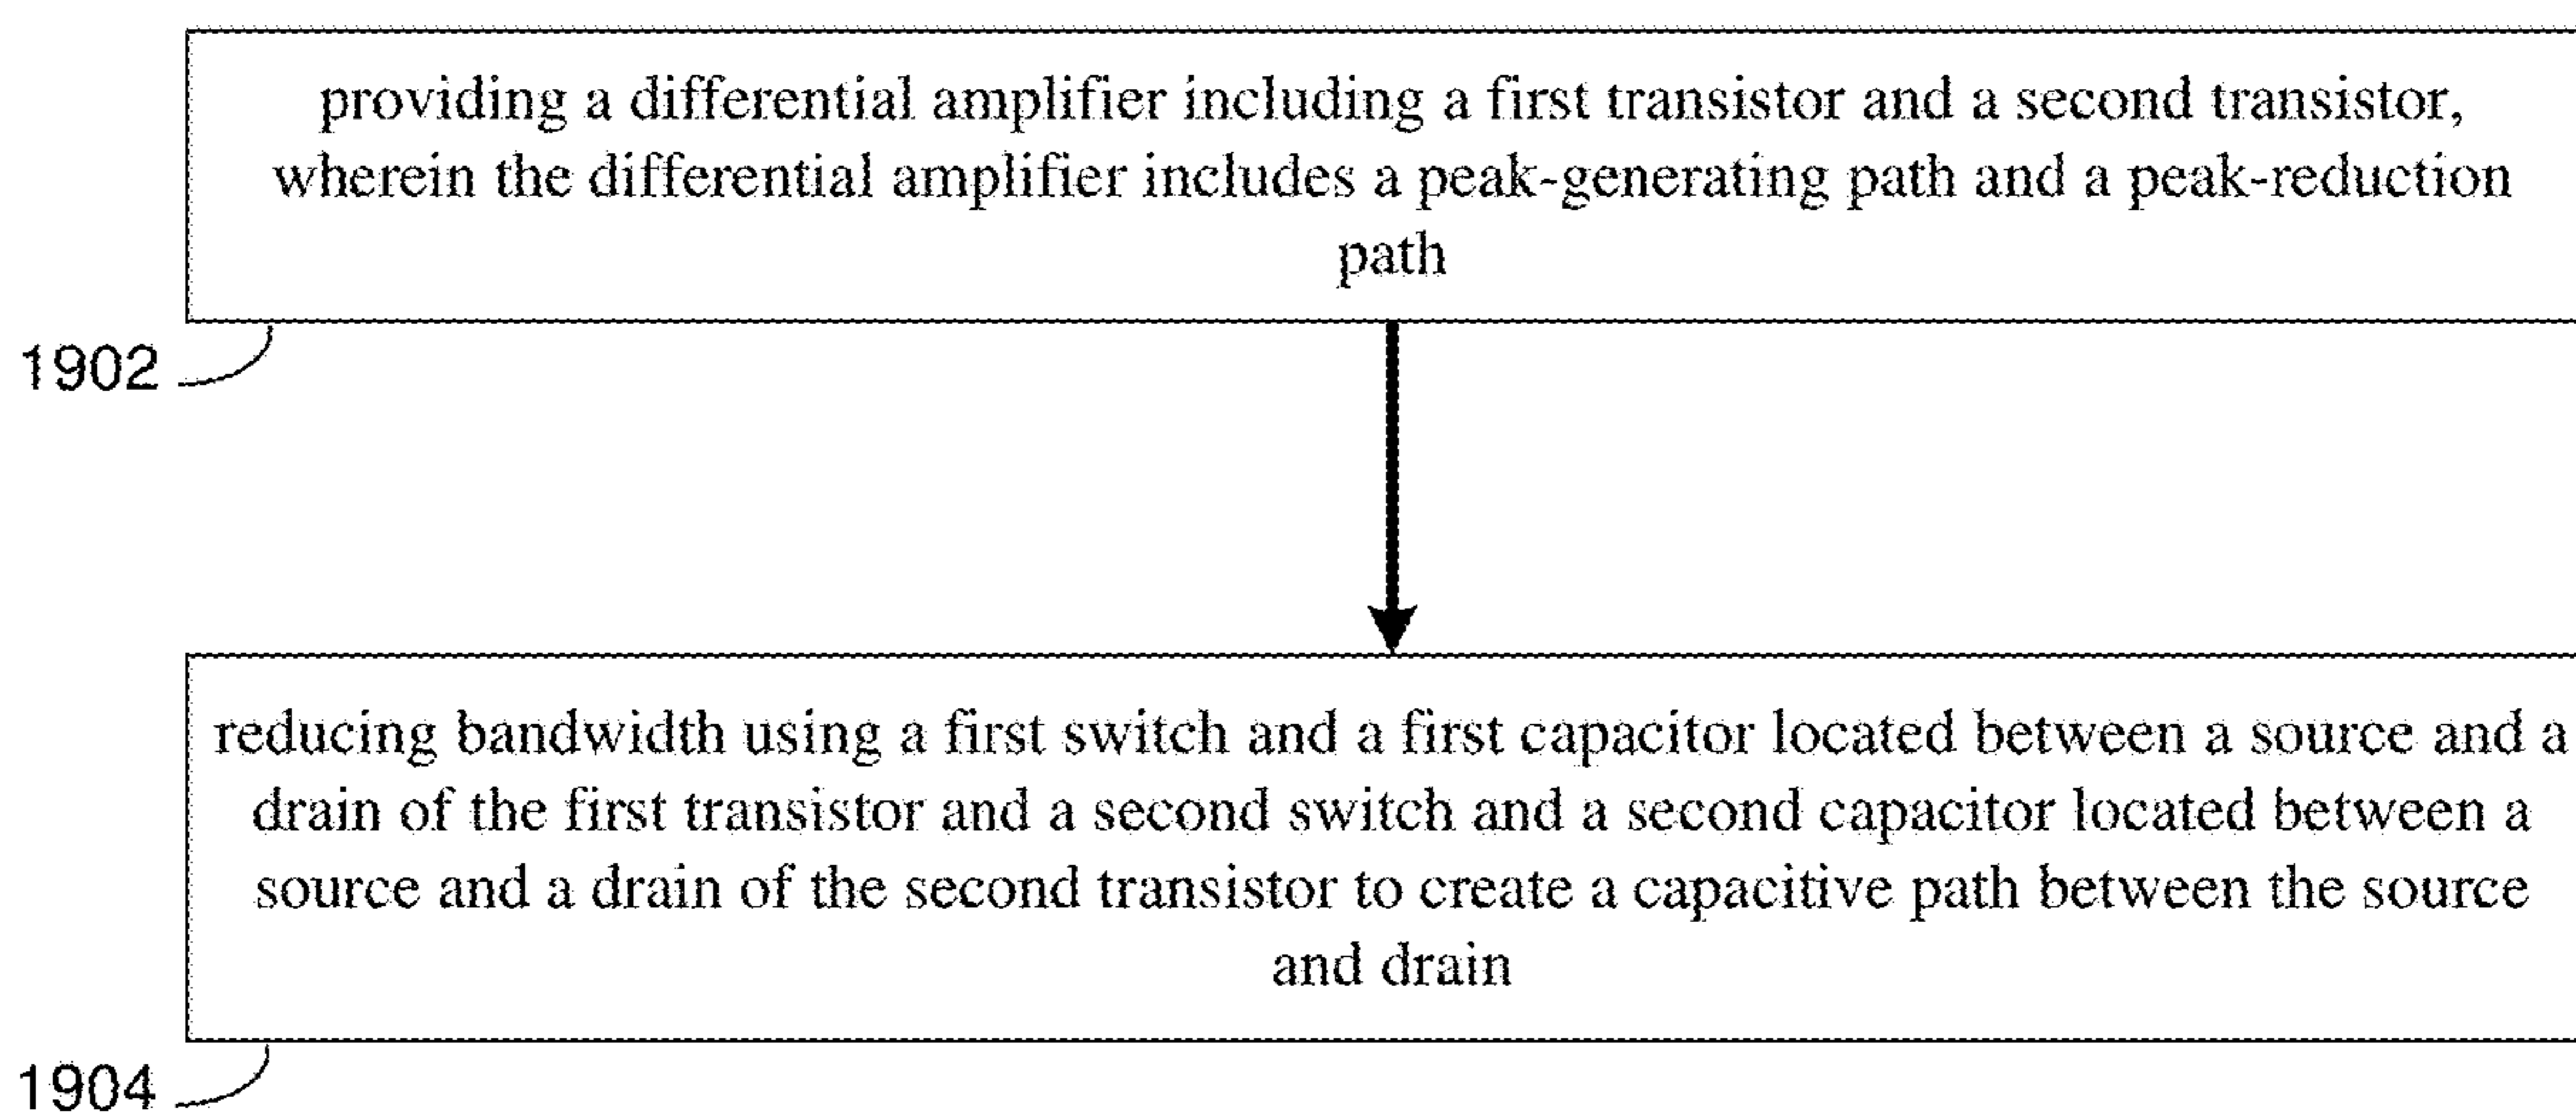 providing a differential amplifier including a first transistor and a second transistor,
wherein the differential amplifier includes a peak-generating path and a peak-reduction
path
1902
reducing bandwidth using a first switch and a first capacitor located between a source and a
drain of the first transistor and a second switch and a second capacitor located between a
source and a drain of the second transistor to create a capacitive path between the source
and drain
1904